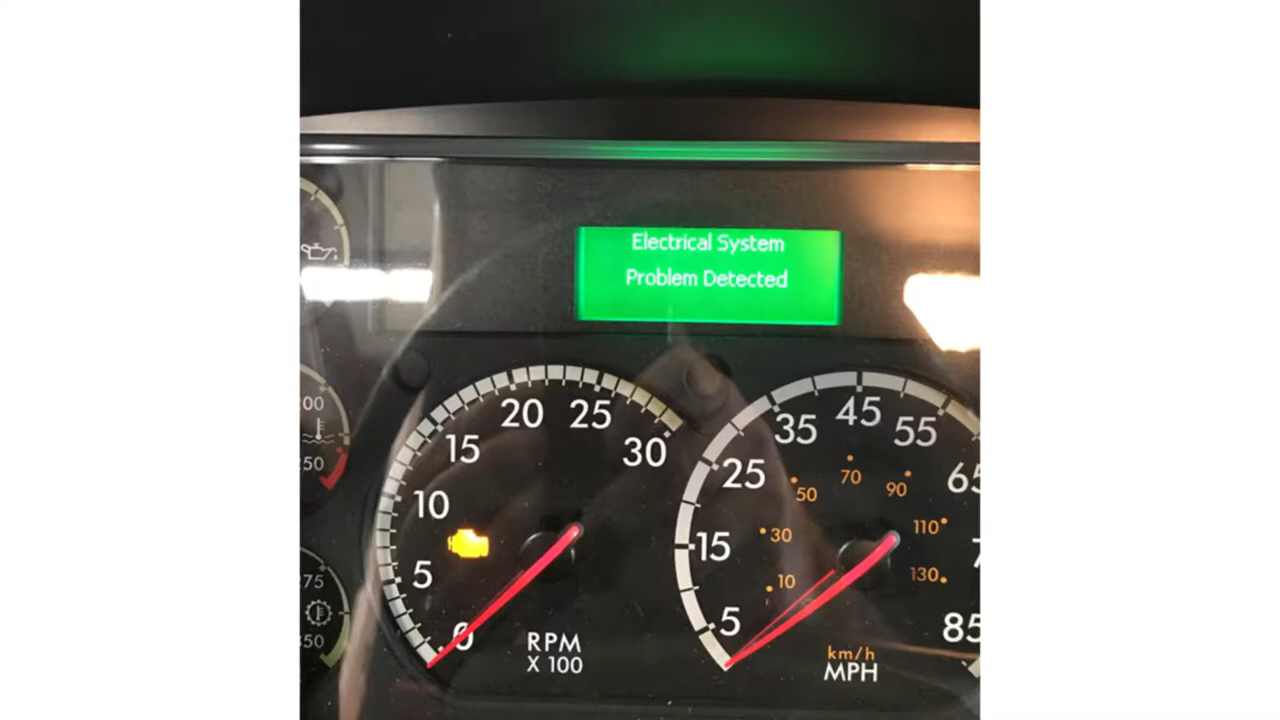 Electrical System
Problem Detected
20 25
15 30
10
5
0
RPM
X 100
45
35 55
25 65
70
50 90
15 30 110
10 130
5 85
km/h
MPH
00
50
75
50